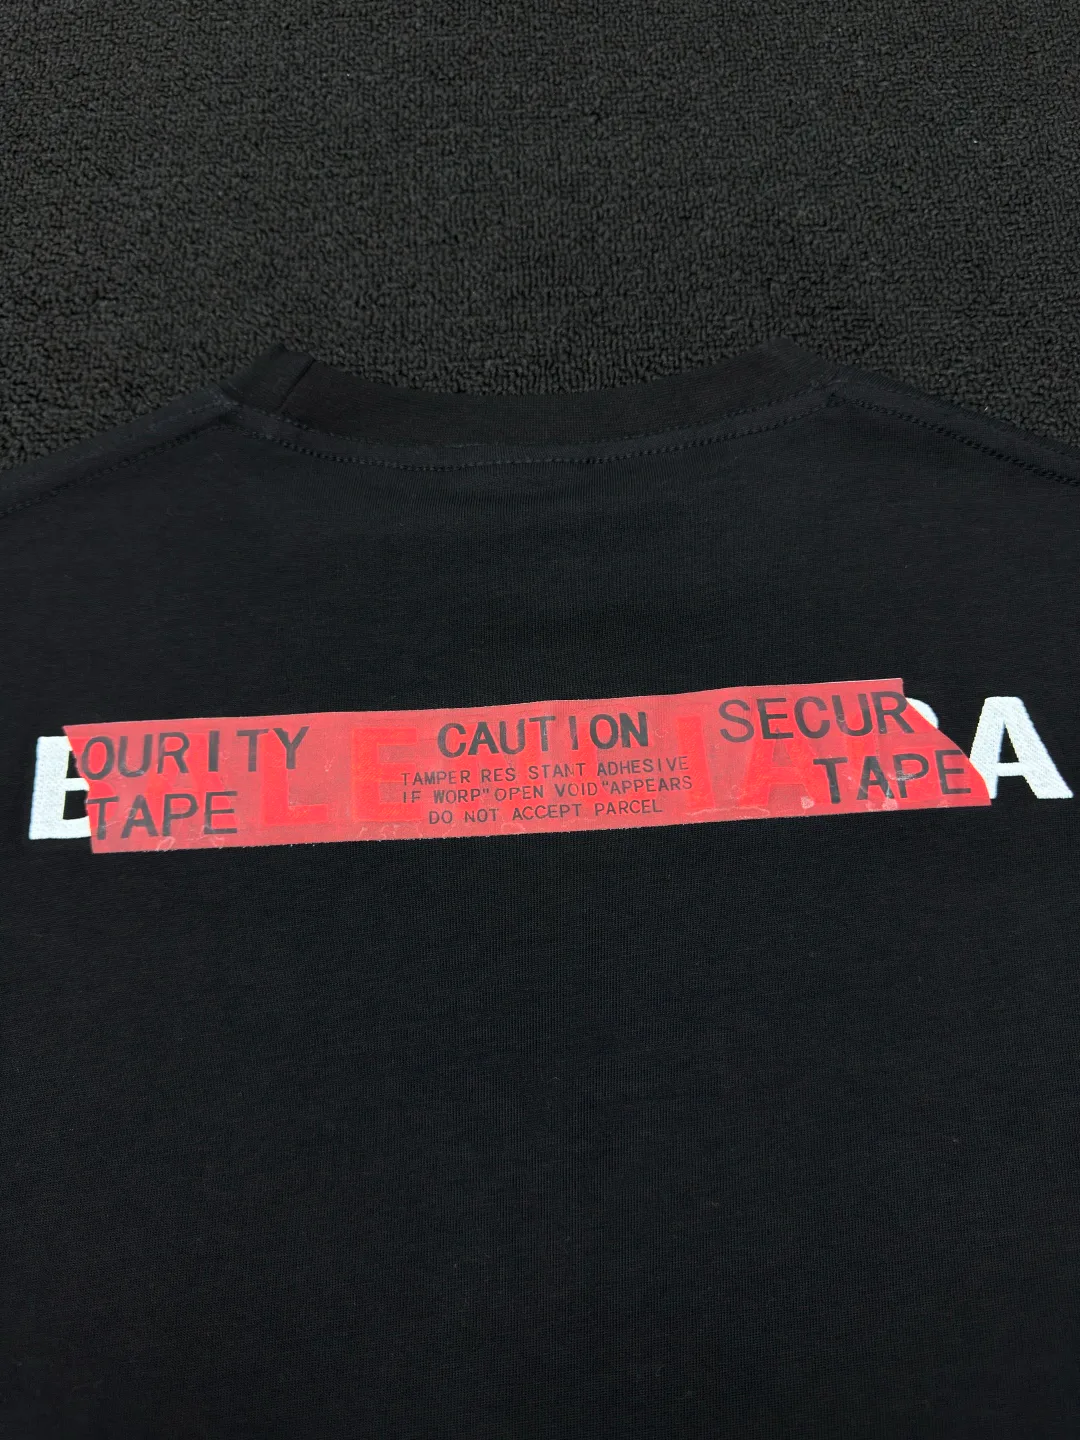 OURITY
TAPE
CAUTION
TAMPER RES STANT ADHESIVE
IF WORP"OPEN VOID"APPEARS
DO NOT ACCEPT PARCEL
SECUR
TAPE